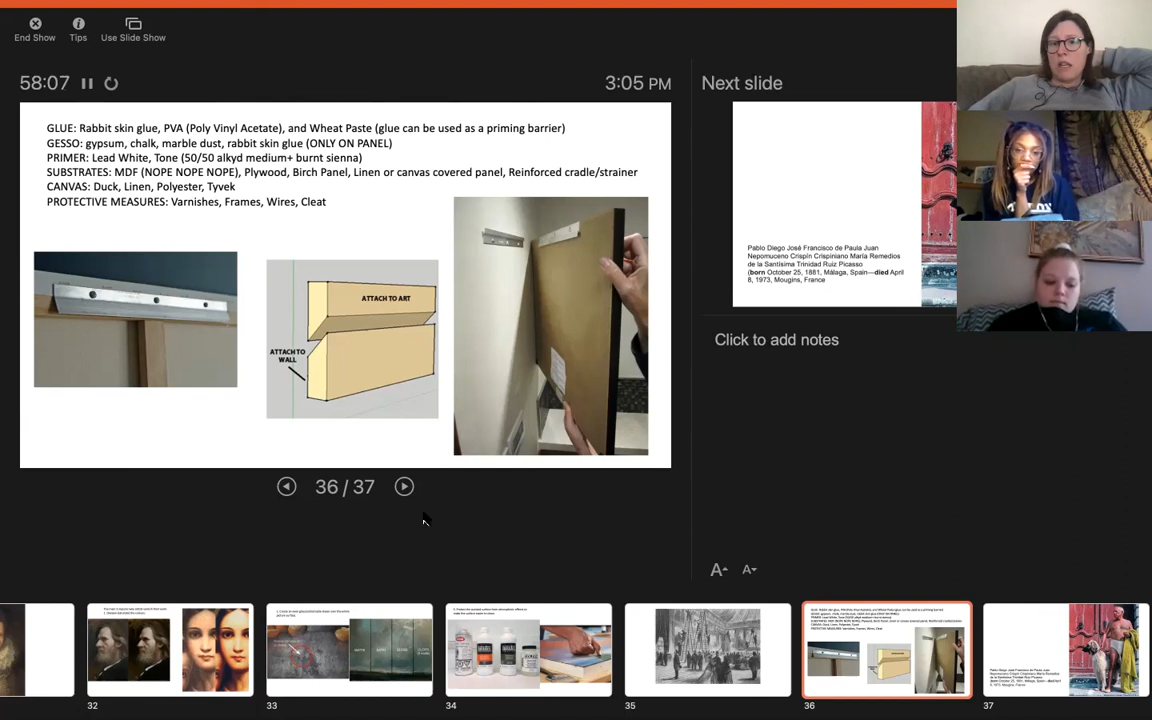 End Show
Tips
Use Slide Show
58:07
3:05 PM
Next slide
GLUE: Rabbit skin glue, PVA (Poly Vinyl Acetate), and Wheat Paste (glue can be used as a priming barrier)
GESSO: gypsum, chalk, marble dust, rabbit skin glue (ONLY ON PANEL)
PRIMER: Lead White, Tone (50/50 alkyd medium+ burnt sienna)
SUBSTRATES: MDF (NOPE NOPE NOPE), Plywood, Birch Panel, Linen or canvas covered panel, Reinforced cradle/strainer
CANVAS: Duck, Linen, Polyester, Tyvek
PROTECTIVE MEASURES: Varnishes, Frames, Wires, Cleat
ATTACH TO ART
ATTACH TO
WALL
Pablo Diego José Francisco de Paula Juan
Nepomuceno Crispín Crispiniano María Remedios
de la Santísima Trinidad Ruiz Picasso
(born October 25, 1881, Málaga, Spain—died April
8, 1973, Mougins, France
Click to add notes
36 / 37
A
A
32
33
34
35
36
37